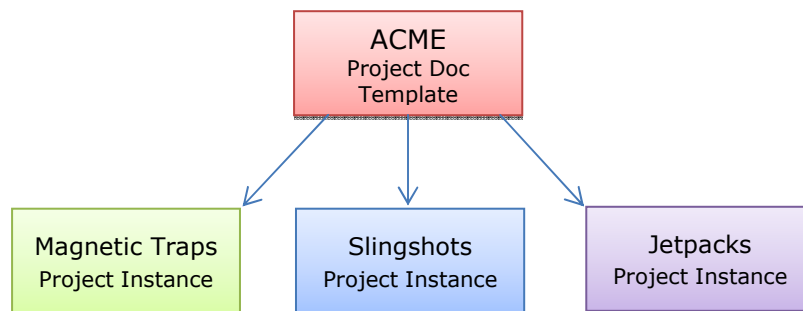 ACME
Project Doc
Template
Magnetic Traps
Project Instance
Slingshots
Project Instance
Jetpacks
Project Instance